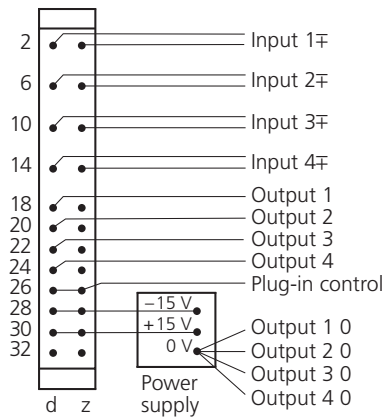 2 Input 1∓
6 Input 2∓
10 Input 3∓
14 Input 4∓
18 Output 1
20 Output 2
22 Output 3
24 Output 4
26 Plug-in control
28 −15 V
30 +15 V
32 0 V
Output 1 0
Output 2 0
Output 3 0
Output 4 0
d z
Power
supply